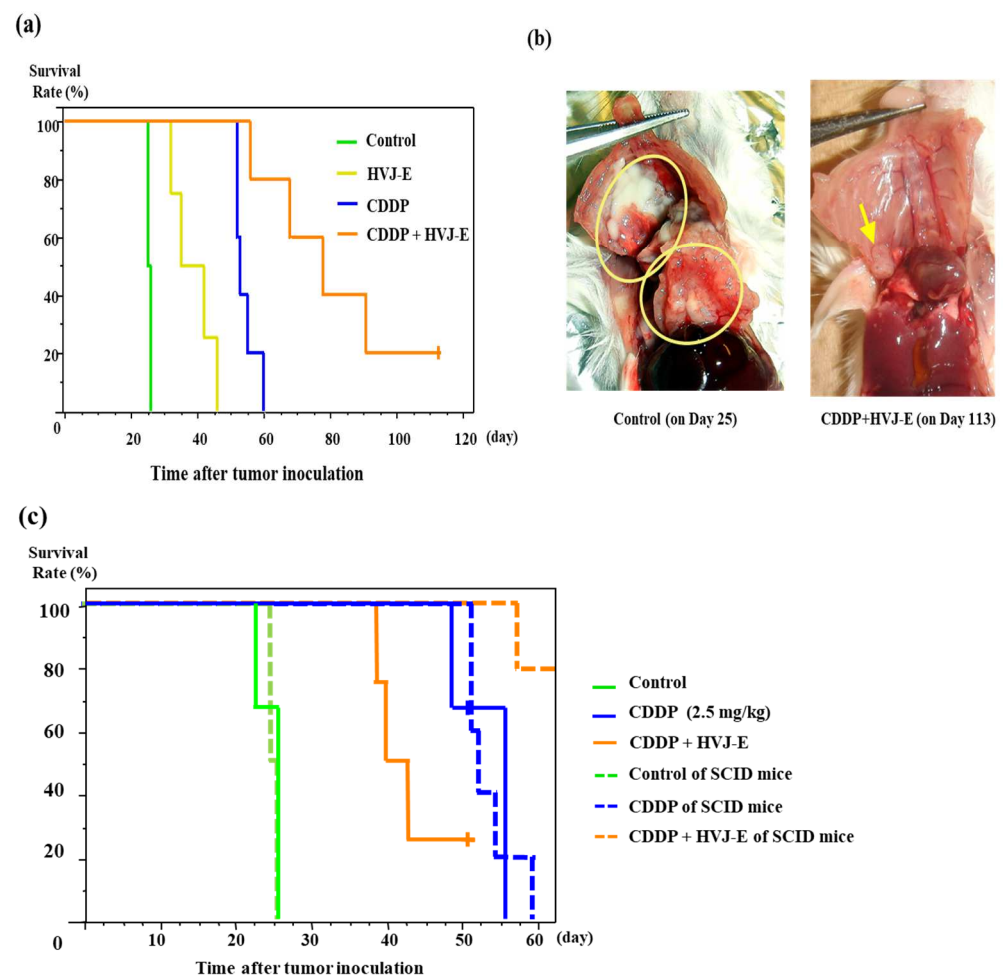 (a)
Survival
Rate (%)
100
80
60
40
20
0
20
40
60
80
100
120
(day)
Time after tumor inoculation
Control
HVJ-E
CDDP
CDDP + HVJ-E
(b)
Control (on Day 25)
CDDP+HVJ-E (on Day 113)
(c)
Survival
Rate (%)
100
80
60
40
20
0
10
20
30
40
50
60
(day)
Time after tumor inoculation
Control
CDDP (2.5 mg/kg)
CDDP + HVJ-E
Control of SCID mice
CDDP of SCID mice
CDDP + HVJ-E of SCID mice